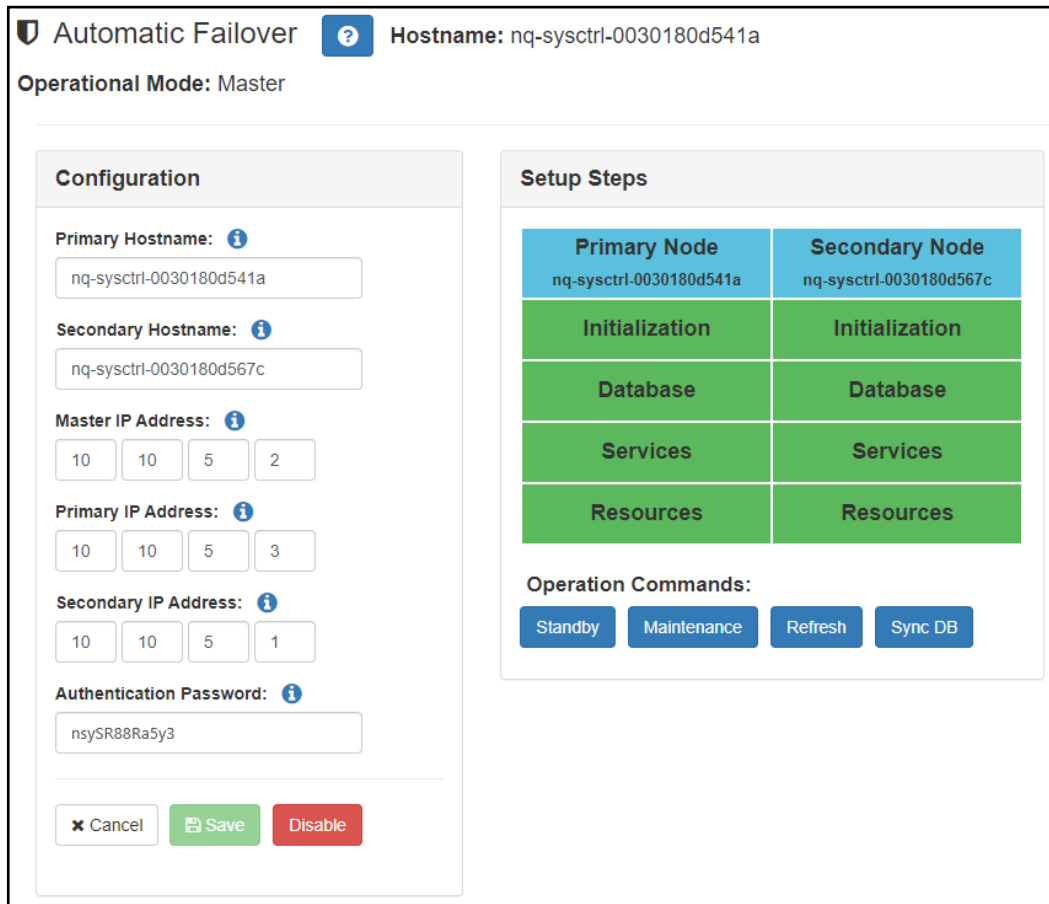 Automatic Failover ? Hostname: nq-sysctrl-0030180d541a
Operational Mode: Master
Configuration
Primary Hostname: i
nq-sysctrl-0030180d541a
Secondary Hostname: i
nq-sysctrl-0030180d567c
Master IP Address: i
10 10 5 2
Primary IP Address: i
10 10 5 3
Secondary IP Address: i
10 10 5 1
Authentication Password: i
nsySR88Ra5y3
× Cancel Save Disable
Setup Steps
Primary Node Secondary Node
nq-sysctrl-0030180d541a nq-sysctrl-0030180d567c
Initialization Initialization
Database Database
Services Services
Resources Resources
Operation Commands:
Standby Maintenance Refresh Sync DB